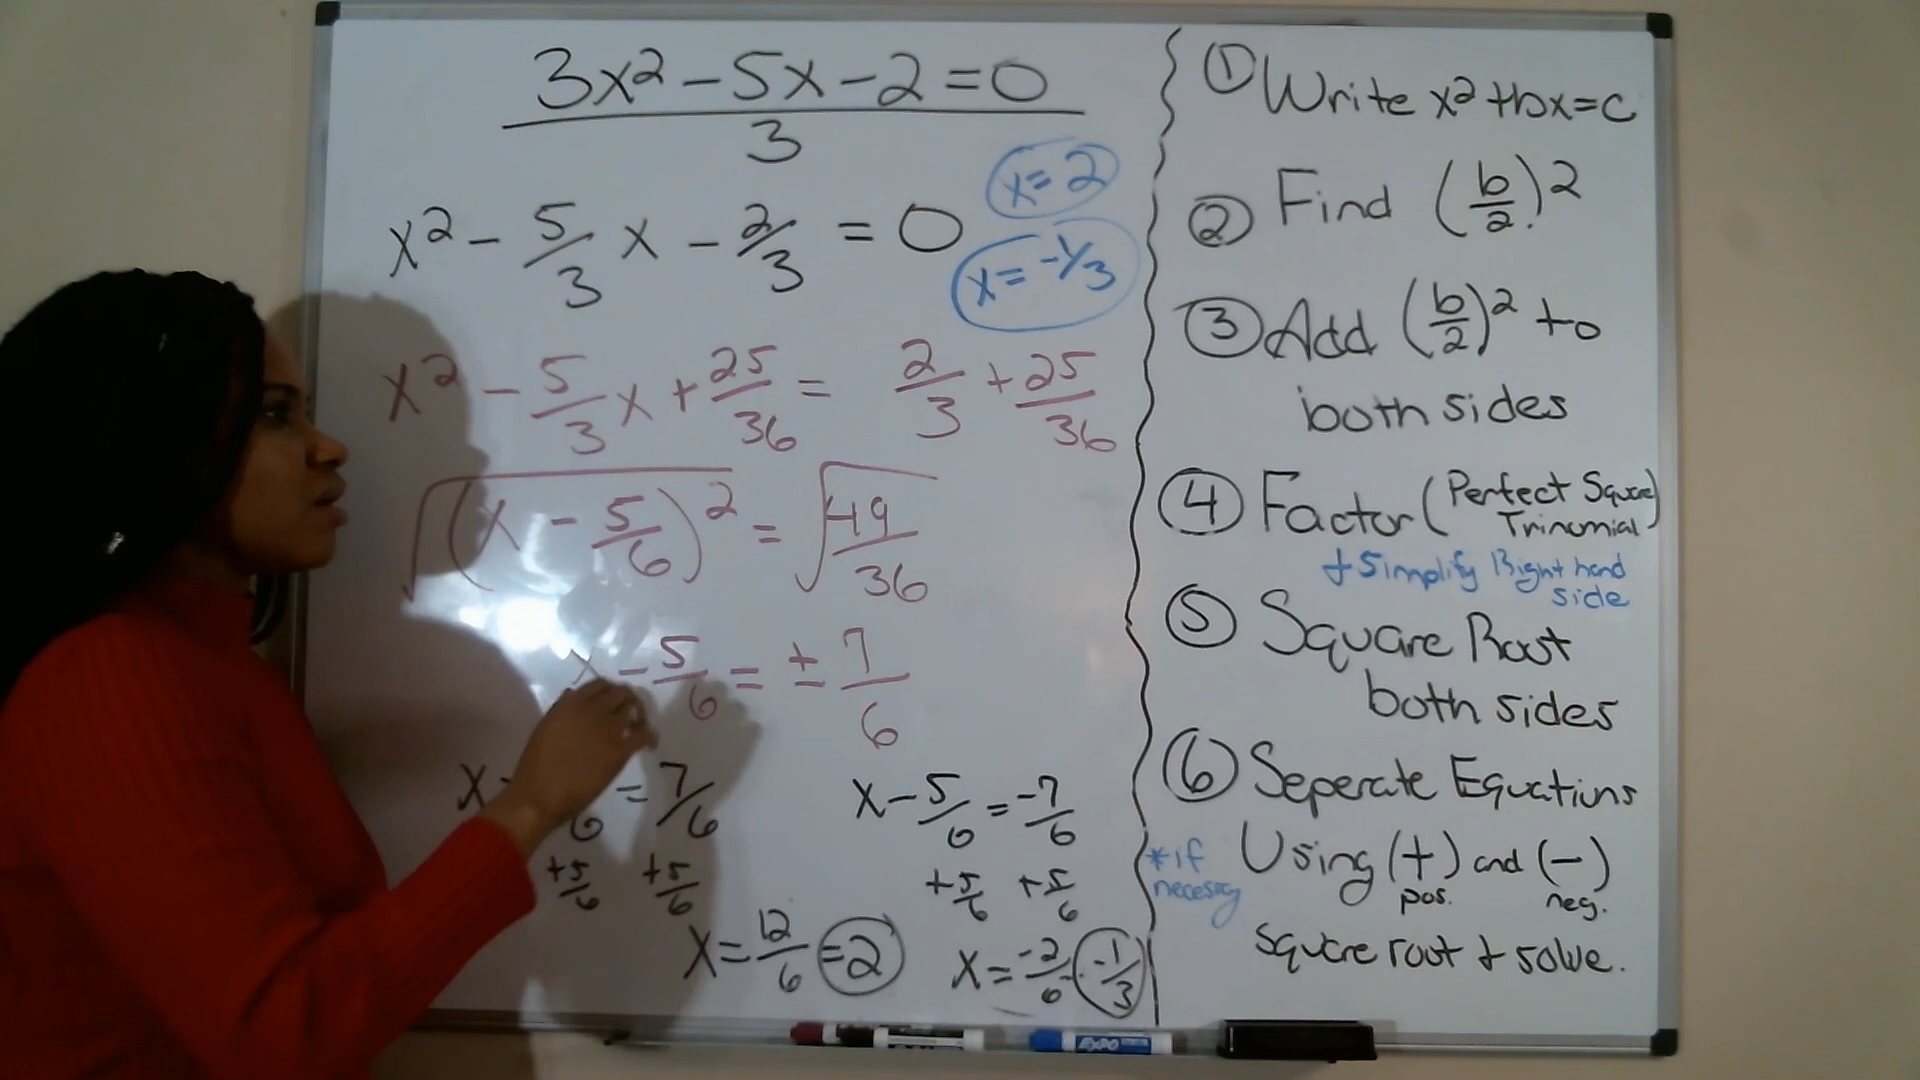 3x² - 5x - 2 = 0
3
x = 2
x² - 5/3 x - 2/3 = 0
x = -1/3
x² - 5/3 x + 25/36 = 2/3 + 25/36
√(x - 5/6)² = √49/36
x - 5/6 = ± 7/6
x - /6 = 7/6
+5/6 +5/6
x = 12/6 = 2
x - 5/6 = -7/6
+5/6 +5/6
x = -2/6 -1/3
① Write x² + bx = c
② Find (b/2)²
③ Add (b/2)² to
both sides
④ Factor (Perfect Square
Trinomial)
+ Simplify Right hand
side
⑤ Square Root
both sides
⑥ Seperate Equations
*if
Using (+) and (-)
pos. neg.
square root + solve.
EXPO